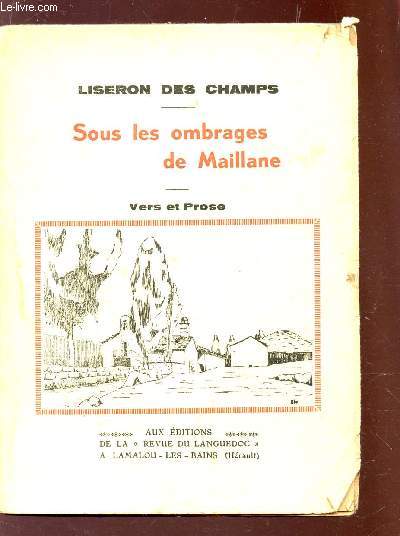 Le-livre.com
LISERON DES CHAMPS
Sous les ombrages
de Maillane
Vers et Prose
AUX ÉDITIONS
DE LA « REVUE DU LANGUEDOC »
A LAMALOU - LES - BAINS (Hérault)